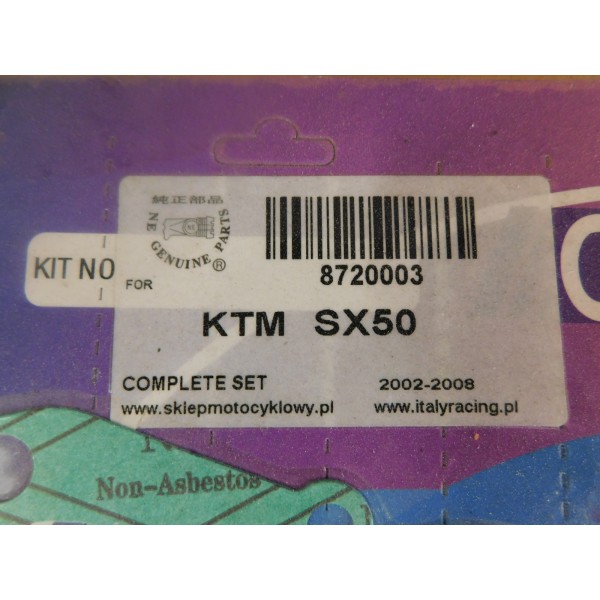 純正部品
NE GENUINE PARTS ®
KIT NO
FOR
8720003
KTM SX50
COMPLETE SET 2002-2008
www.sklepmotocyklowy.pl www.italyracing.pl
Non-Asbestos